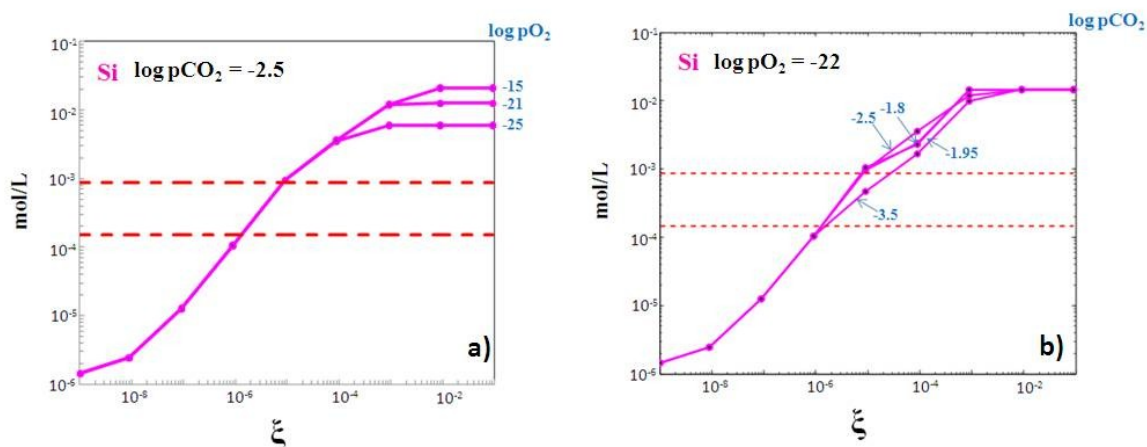 log pO₂
Si log pCO₂ = -2.5
10⁻¹
10⁻²
10⁻³
10⁻⁴
10⁻⁵
10⁻⁶
mol/L
-15
-21
-25
a)
10⁻⁸ 10⁻⁶ 10⁻⁴ 10⁻²
ξ
log pCO₂
Si log pO₂ = -22
10⁻¹
10⁻²
10⁻³
10⁻⁴
10⁻⁵
10⁻⁶
mol/L
-2.5
-1.8
-1.95
-3.5
b)
10⁻⁸ 10⁻⁶ 10⁻⁴ 10⁻²
ξ